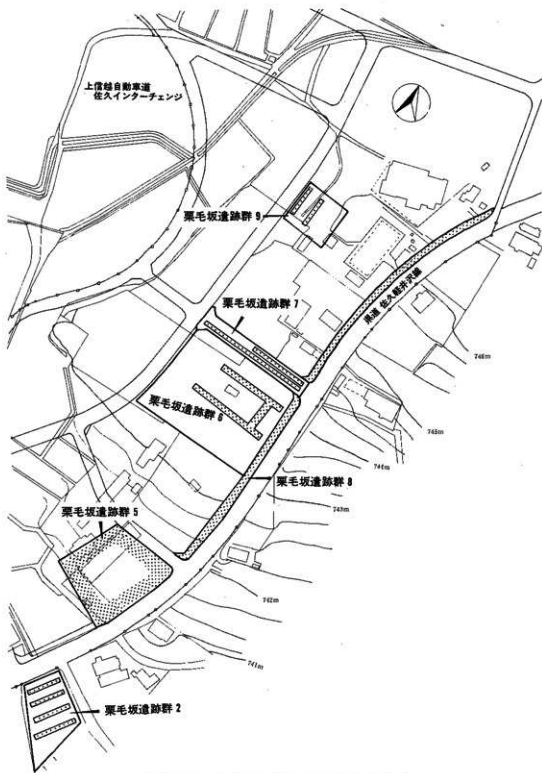 上信越自動車道
佐久インターチェンジ
栗毛坂遺跡群 9
県道 佐久軽井沢線
栗毛坂遺跡群 7
746m
栗毛坂遺跡群 6
745m
744m
栗毛坂遺跡群 8
743m
栗毛坂遺跡群 5
742m
741m
栗毛坂遺跡群 2